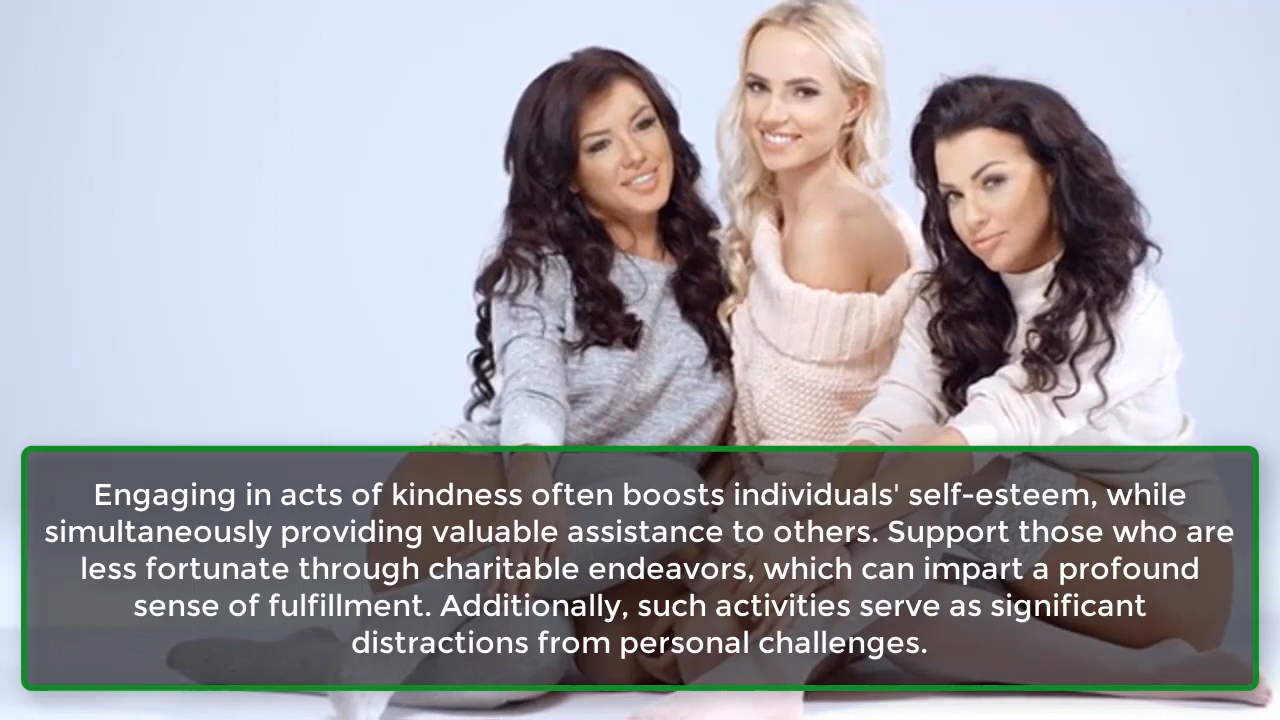 Engaging in acts of kindness often boosts individuals' self-esteem, while
simultaneously providing valuable assistance to others. Support those who are
less fortunate through charitable endeavors, which can impart a profound
sense of fulfillment. Additionally, such activities serve as significant
distractions from personal challenges.